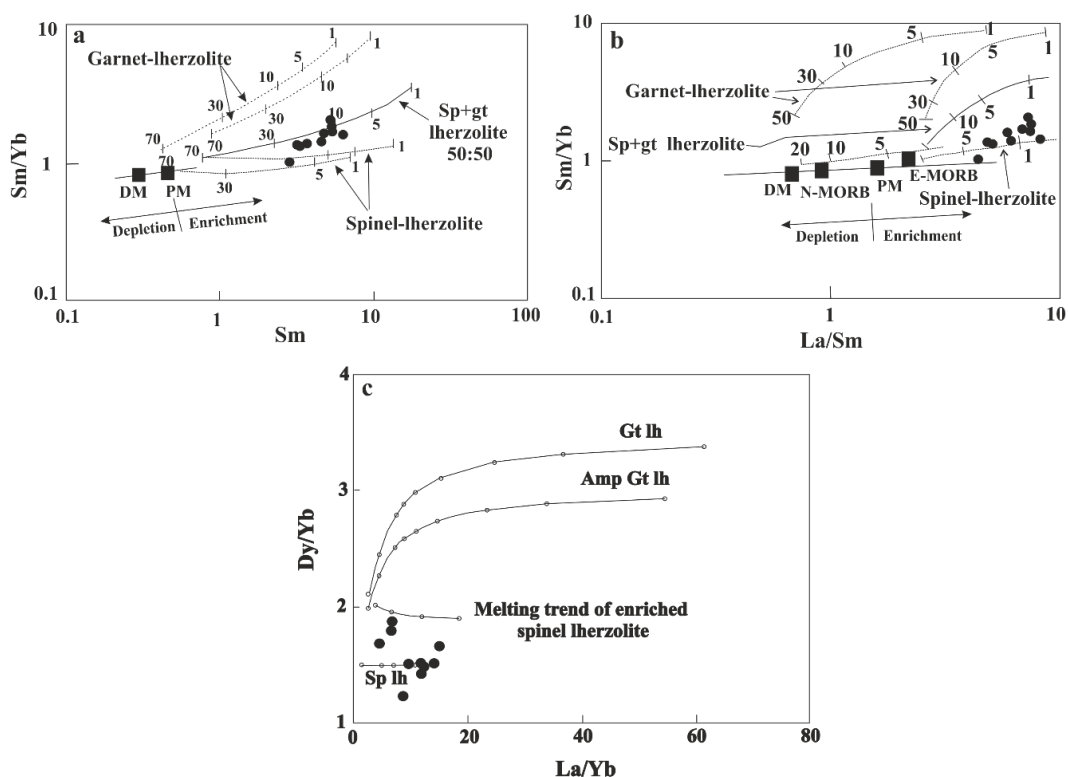 a
Sm/Yb
10
1
0.1
0.1
1
10
100
Sm
Garnet-lherzolite
1
5
10
30
70
1
10
30
70
1
5
10
30
70
Sp+gt
lherzolite
50:50
1
5
30
1
Spinel-lherzolite
DM
PM
Depletion
Enrichment
b
Sm/Yb
10
1
0.1
0.1
1
10
La/Sm
1
5
10
30
50
1
5
10
30
50
Garnet-lherzolite
1
5
10
Sp+gt lherzolite
20
10
5
5
1
DM
N-MORB
PM
E-MORB
Spinel-lherzolite
Depletion
Enrichment
c
Dy/Yb
4
3
2
1
0
20
40
60
80
La/Yb
Gt lh
Amp Gt lh
Melting trend of enriched
spinel lherzolite
Sp lh